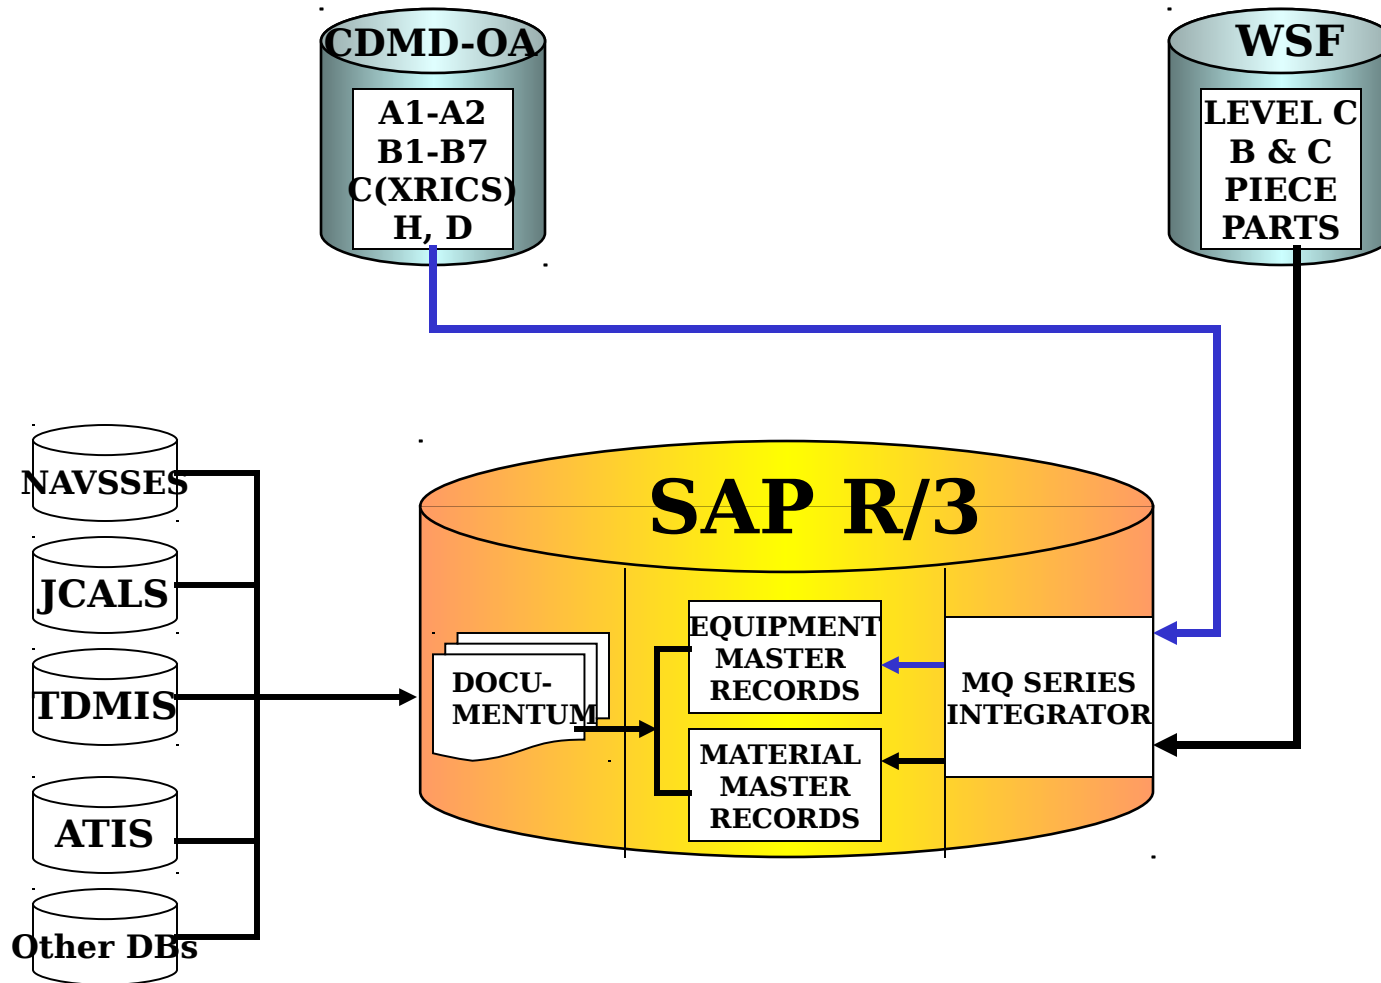 CDMD-OA
A1-A2
B1-B7
C(XRICS)
H, D
WSF
LEVEL C
B & C
PIECE
PARTS
NAVSSES
JCALS
TDMIS
ATIS
Other DBs
SAP R/3
DOCU-
MENTUM
EQUIPMENT
MASTER
RECORDS
MATERIAL
MASTER
RECORDS
MQ SERIES
INTEGRATOR